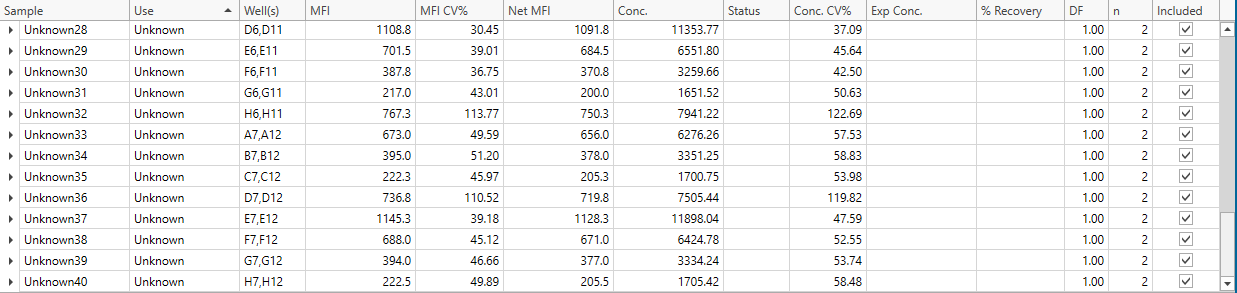 Sample Use Well(s) MFI MFI CV% Net MFI Conc. Status Conc. CV% Exp Conc. % Recovery DF n Included
Unknown28 Unknown D6,D11 1108.8 30.45 1091.8 11353.77 37.09 1.00 2
Unknown29 Unknown E6,E11 701.5 39.01 684.5 6551.80 45.64 1.00 2
Unknown30 Unknown F6,F11 387.8 36.75 370.8 3259.66 42.50 1.00 2
Unknown31 Unknown G6,G11 217.0 43.01 200.0 1651.52 50.63 1.00 2
Unknown32 Unknown H6,H11 767.3 113.77 750.3 7941.22 122.69 1.00 2
Unknown33 Unknown A7,A12 673.0 49.59 656.0 6276.26 57.53 1.00 2
Unknown34 Unknown B7,B12 395.0 51.20 378.0 3351.25 58.83 1.00 2
Unknown35 Unknown C7,C12 222.3 45.97 205.3 1700.75 53.98 1.00 2
Unknown36 Unknown D7,D12 736.8 110.52 719.8 7505.44 119.82 1.00 2
Unknown37 Unknown E7,E12 1145.3 39.18 1128.3 11898.04 47.59 1.00 2
Unknown38 Unknown F7,F12 688.0 45.12 671.0 6424.78 52.55 1.00 2
Unknown39 Unknown G7,G12 394.0 46.66 377.0 3334.24 53.74 1.00 2
Unknown40 Unknown H7,H12 222.5 49.89 205.5 1705.42 58.48 1.00 2